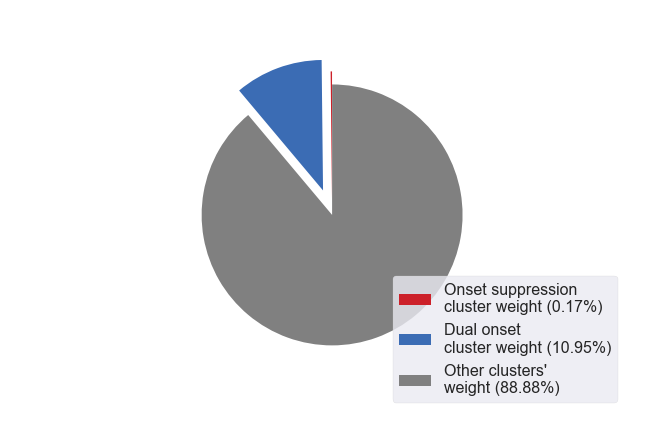 Onset suppression
cluster weight (0.17%)
Dual onset
cluster weight (10.95%)
Other clusters'
weight (88.88%)